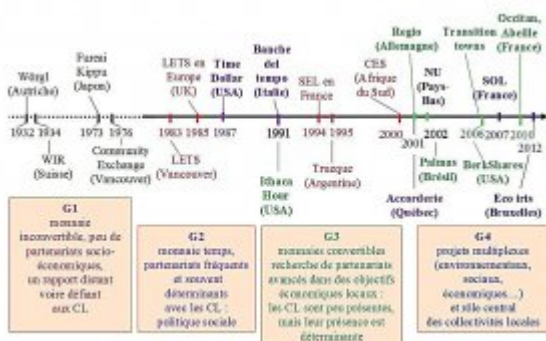 Wörgl
(Autriche)
Fureai
Kippu
(Japon)
LETS en
Europe
(UK)
Time
Dollar
(USA)
Banche
del
tempo
(Italie)
SEL en
France
CES
(Afrique
du Sud)
Regio
(Allemagne)
NU
(Pays-
Bas)
Transition
towns
SOL
(France)
Occitan,
Abeille
(France)
1932
1934
1973
1976
1983
1985
1987
1991
1994
1995
2000
2001
2002
2006
2007
2010
2012
WIR
(Suisse)
Community
Exchange
(Vancouver)
LETS
(Vancouver)
Ithaca
Hour
(USA)
Trueque
(Argentine)
Accorderie
(Québec)
Palmas
(Brésil)
BerkShares
(USA)
Eco iris
(Bruxelles)
G1
monnaie
inconvertible, peu de
partenariats socio-
économiques,
un rapport distant
voire défiant
aux CL
G2
monnaie temps,
partenariats fréquents
et souvent
déterminants
avec les CL :
politique sociale
G3
monnaies convertibles
recherche de partenariats
avancés dans des objectifs
économiques locaux :
les CL sont peu présentes,
mais leur présence est
déterminante
G4
projets multiplexes
(environnementaux,
sociaux,
économiques...)
et rôle central
des collectivités locales